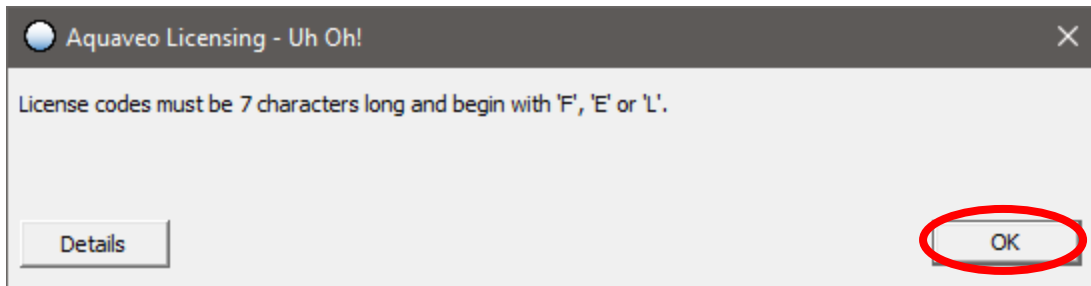 Aquaveo Licensing - Uh Oh!
License codes must be 7 characters long and begin with 'F', 'E' or 'L'.
Details
OK